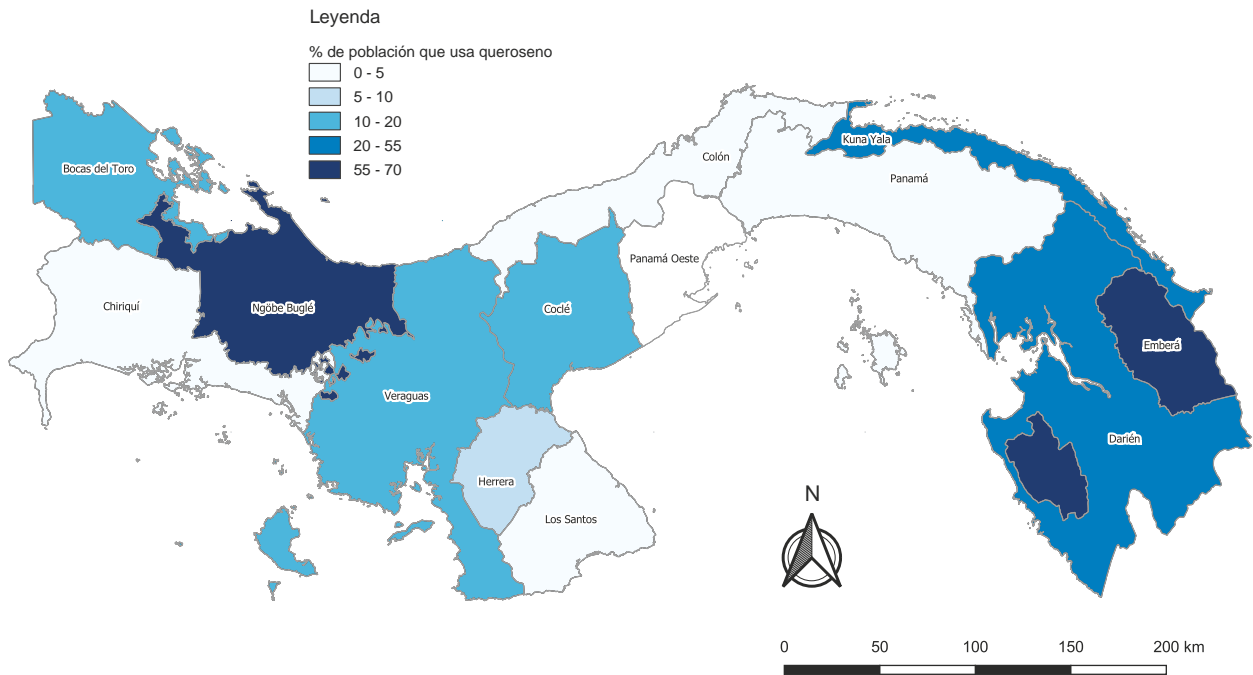 Leyenda
% de población que usa queroseno
0 - 5
5 - 10
10 - 20
20 - 55
55 - 70
Bocas del Toro
Chiriquí
Ngöbe Buglé
Veraguas
Coclé
Herrera
Los Santos
Colón
Panamá Oeste
Panamá
Kuna Yala
Emberá
Darién
N
0 50 100 150 200 km